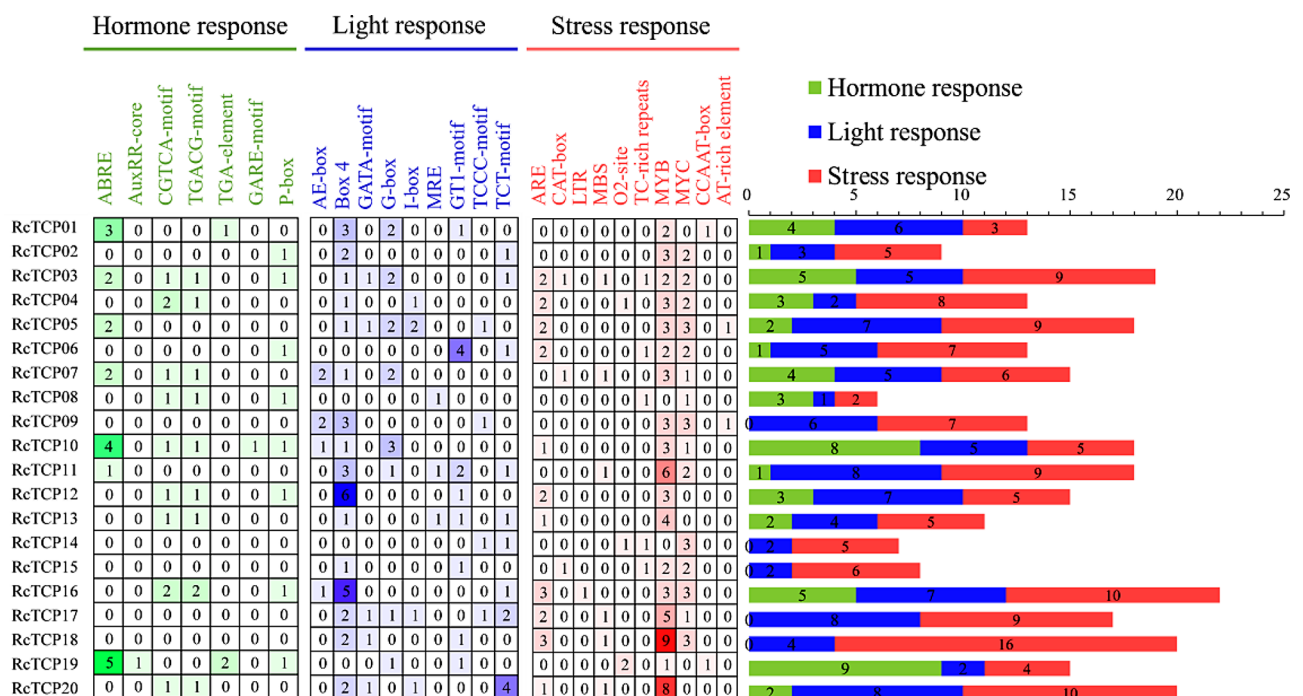 Hormone response Light response Stress response
Hormone response
Light response
Stress response
ABRE AuxRR-core CGTCA-motif TGACG-motif TGA-element GARE-motif P-box AE-box Box 4 GATA-motif G-box I-box MRE GT1-motif TCCC-motif TCT-motif ARE CAT-box LTR MBS O2-site TC-rich repeats MYB MYC CCAAT-box AT-rich element
0 5 10 15 20 25
RcTCP01 3 0 0 0 1 0 0 0 3 0 2 0 0 1 0 0 0 0 0 0 0 0 2 0 1 0 4 6 3
RcTCP02 0 0 0 0 0 0 1 0 2 0 0 0 0 0 0 1 0 0 0 0 0 0 3 2 0 0 1 3 5
RcTCP03 2 0 1 1 0 0 1 0 1 1 2 0 0 0 0 1 2 1 0 1 0 1 2 2 0 0 5 5 9
RcTCP04 0 0 2 1 0 0 0 0 1 0 0 1 0 0 0 0 2 0 0 0 1 0 3 2 0 0 3 2 8
RcTCP05 2 0 0 0 0 0 0 0 1 1 2 2 0 0 1 0 2 0 0 0 0 0 3 3 0 1 2 7 9
RcTCP06 0 0 0 0 0 0 1 0 0 0 0 0 0 4 0 1 2 0 0 0 0 1 2 2 0 0 1 5 7
RcTCP07 2 0 1 1 0 0 0 2 1 0 2 0 0 0 0 0 0 1 0 1 0 0 3 1 0 0 4 5 6
RcTCP08 0 0 1 1 0 0 1 0 0 0 0 0 1 0 0 0 0 0 0 0 0 1 0 1 0 0 3 1 2
RcTCP09 0 0 0 0 0 0 0 2 3 0 0 0 0 0 1 0 0 0 0 0 0 0 3 3 0 1 0 6 7
RcTCP10 4 0 1 1 0 1 1 1 1 0 3 0 0 0 0 0 1 0 0 0 0 0 3 1 0 0 8 5 5
RcTCP11 1 0 0 0 0 0 0 0 3 0 1 0 1 2 0 1 0 0 0 1 0 0 6 2 0 0 1 8 9
RcTCP12 0 0 1 1 0 0 1 0 6 0 0 0 0 1 0 0 2 0 0 0 0 0 3 0 0 0 3 7 5
RcTCP13 0 0 1 1 0 0 0 0 1 0 0 0 1 1 0 1 1 0 0 0 0 0 4 0 0 0 2 4 5
RcTCP14 0 0 0 0 0 0 0 0 0 0 0 0 0 0 1 1 0 0 0 0 1 1 0 3 0 0 0 2 5
RcTCP15 0 0 0 0 0 0 0 0 1 0 0 0 0 1 0 0 0 1 0 0 0 1 2 2 0 0 0 2 6
RcTCP16 0 0 2 2 0 0 1 1 5 0 0 0 0 0 0 1 3 0 1 0 0 0 3 3 0 0 5 7 10
RcTCP17 0 0 0 0 0 0 0 0 2 1 1 1 0 0 1 2 2 0 0 1 0 0 5 1 0 0 0 8 9
RcTCP18 0 0 0 0 0 0 0 0 2 1 0 0 0 1 0 0 3 0 0 1 0 0 9 3 0 0 0 4 16
RcTCP19 5 1 0 0 2 0 1 0 0 0 1 0 0 1 0 0 0 0 0 0 2 0 1 0 1 0 9 2 4
RcTCP20 0 0 1 1 0 0 0 0 2 1 0 1 0 0 0 4 1 0 0 1 0 0 8 0 0 0 2 8 10